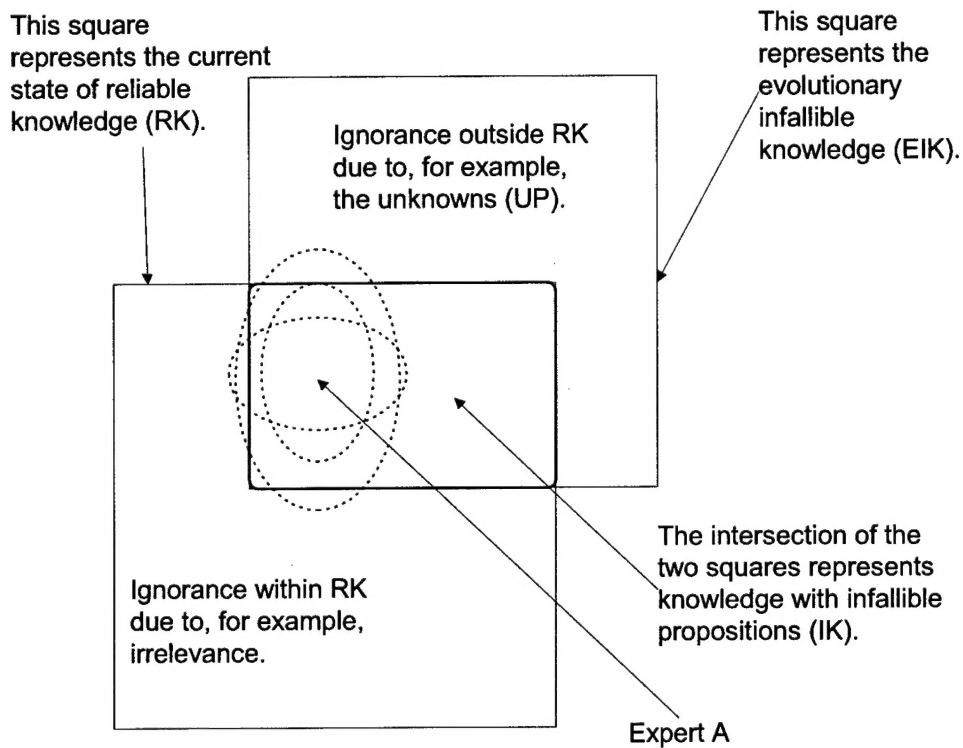 This square
represents the current
state of reliable
knowledge (RK).
This square
represents the
evolutionary
infallible
knowledge (EIK).
Ignorance outside RK
due to, for example,
the unknowns (UP).
Ignorance within RK
due to, for example,
irrelevance.
The intersection of the
two squares represents
knowledge with infallible
propositions (IK).
Expert A